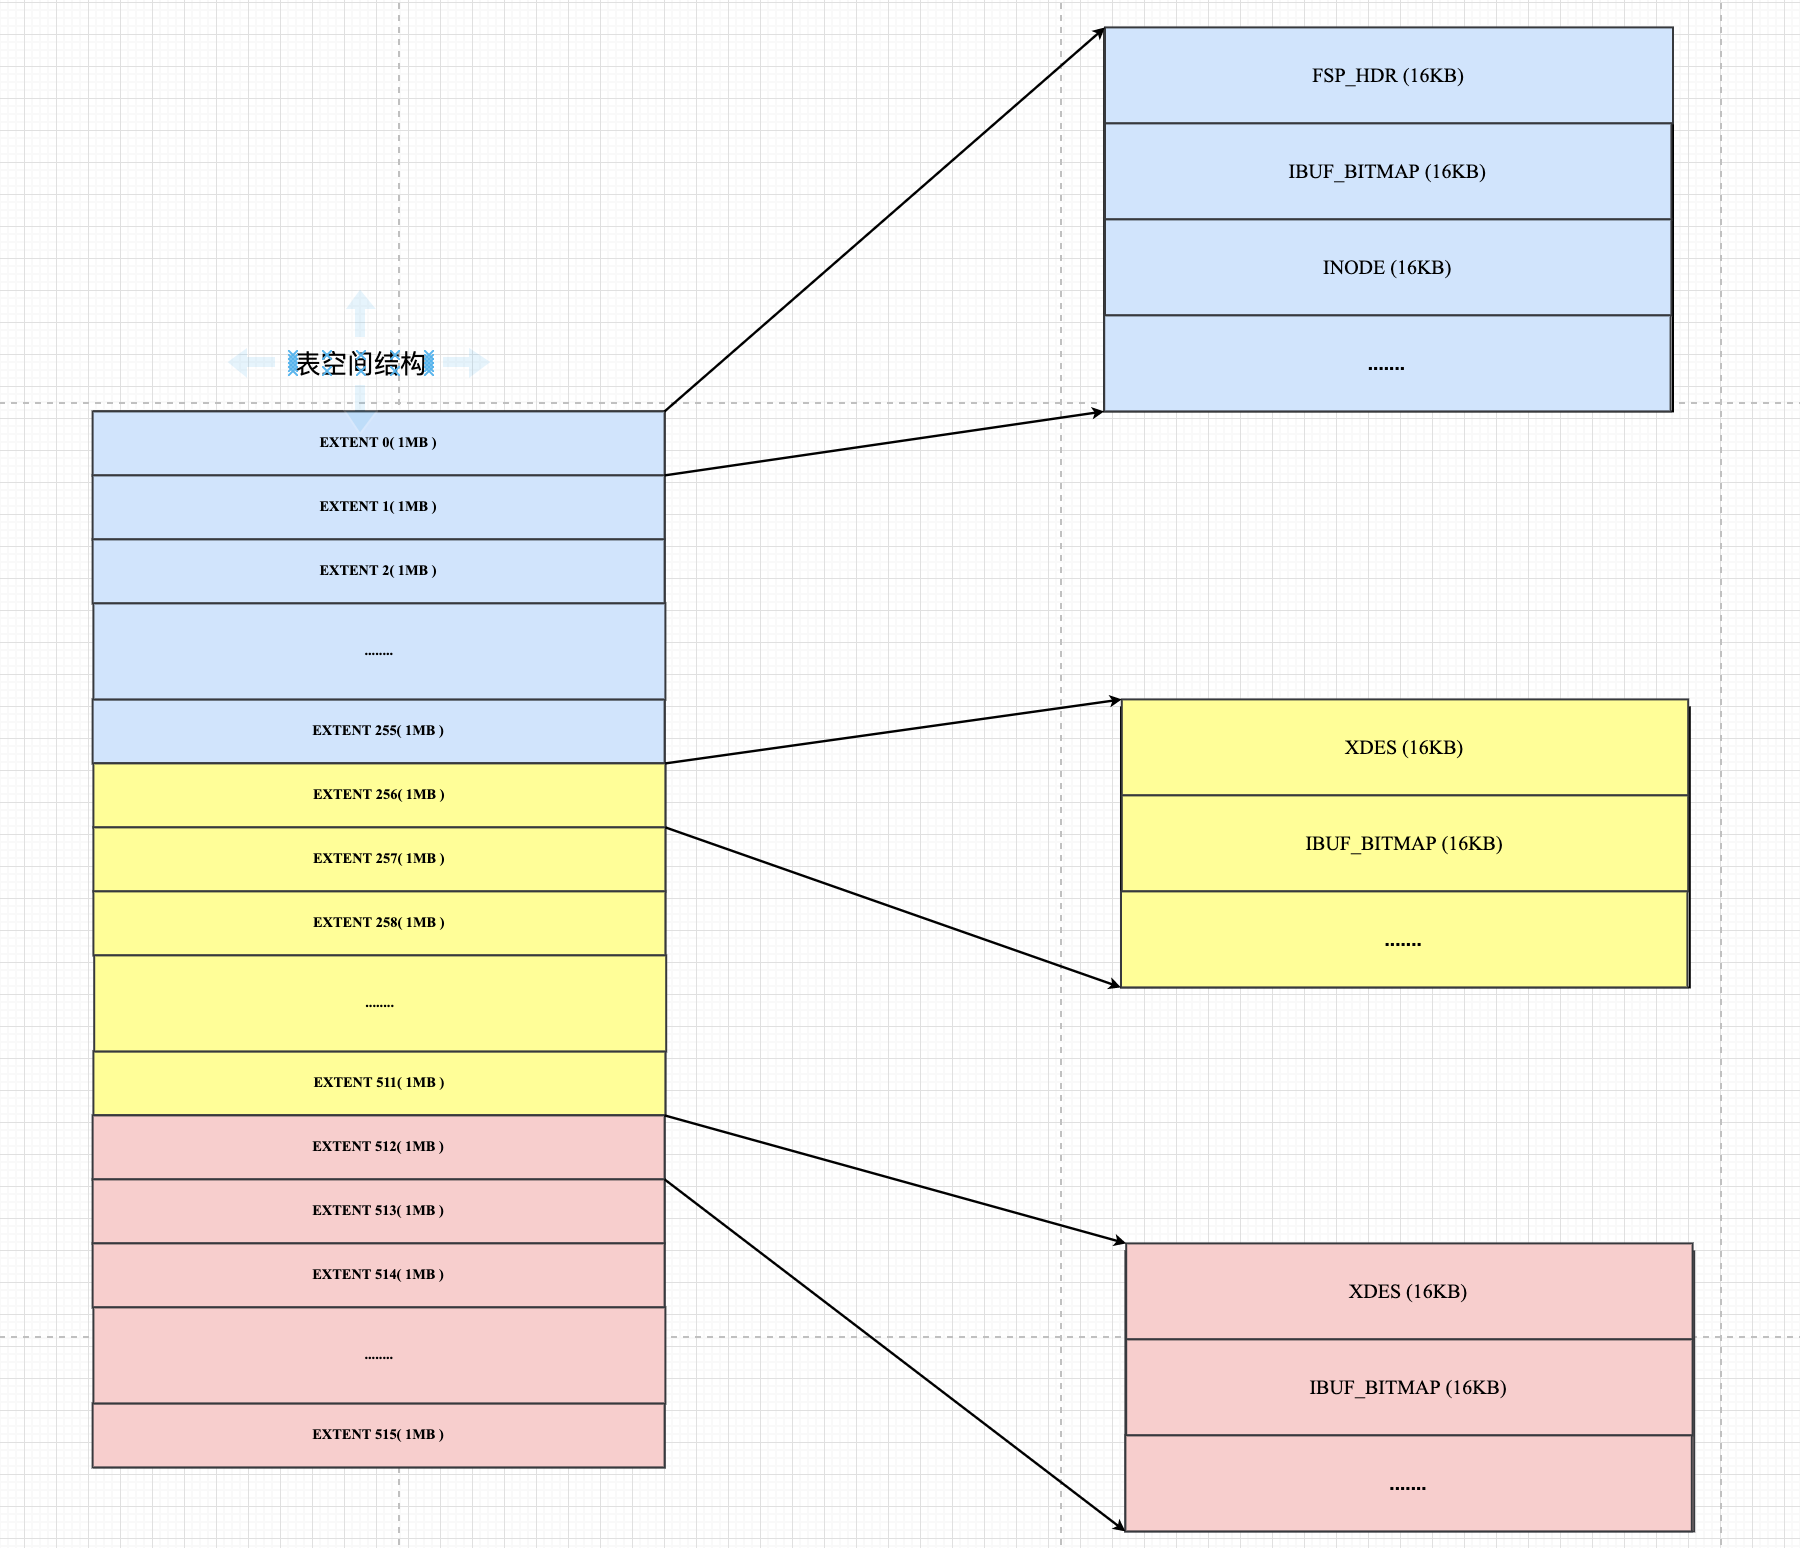 表空间结构
EXTENT 0( 1MB )
EXTENT 1( 1MB )
EXTENT 2( 1MB )
........
EXTENT 255( 1MB )
EXTENT 256( 1MB )
EXTENT 257( 1MB )
EXTENT 258( 1MB )
........
EXTENT 511( 1MB )
EXTENT 512( 1MB )
EXTENT 513( 1MB )
EXTENT 514( 1MB )
........
EXTENT 515( 1MB )
FSP_HDR (16KB)
IBUF_BITMAP (16KB)
INODE (16KB)
.......
XDES (16KB)
IBUF_BITMAP (16KB)
.......
XDES (16KB)
IBUF_BITMAP (16KB)
.......